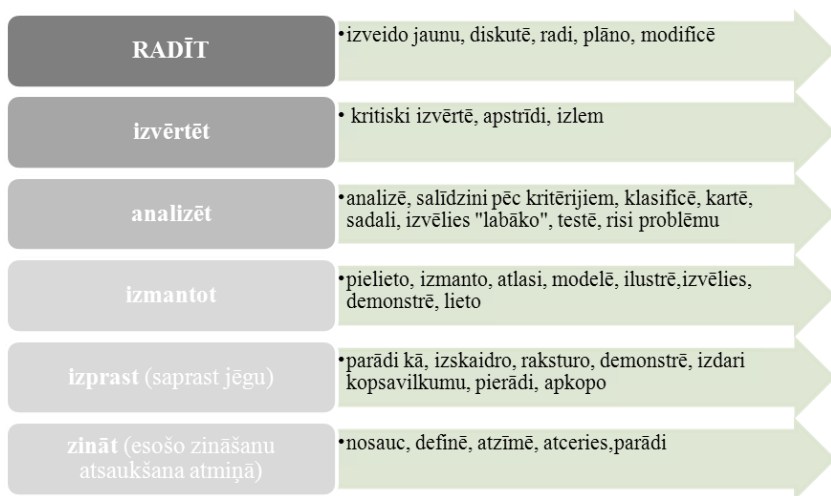 RADĪT
•izveido jaunu, diskutē, radi, plāno, modificē
izvērtēt
• kritiski izvērtē, apstrīdi, izlem
analizēt
•analizē, salīdzini pēc kritērijiem, klasificē, kartē,
sadali, izvēlies "labāko", testē, risi problēmu
izmantot
•pielieto, izmanto, atlasi, modelē, ilustrē,izvēlies,
demonstrē, lieto
izprast (saprast jēgu)
•parādi kā, izskaidro, raksturo, demonstrē, izdari
kopsavilkumu, pierādi, apkopo
zināt (esošo zināšanu
atsaukšana atmiņā)
•nosauc, definē, atzīmē, atceries,parādi